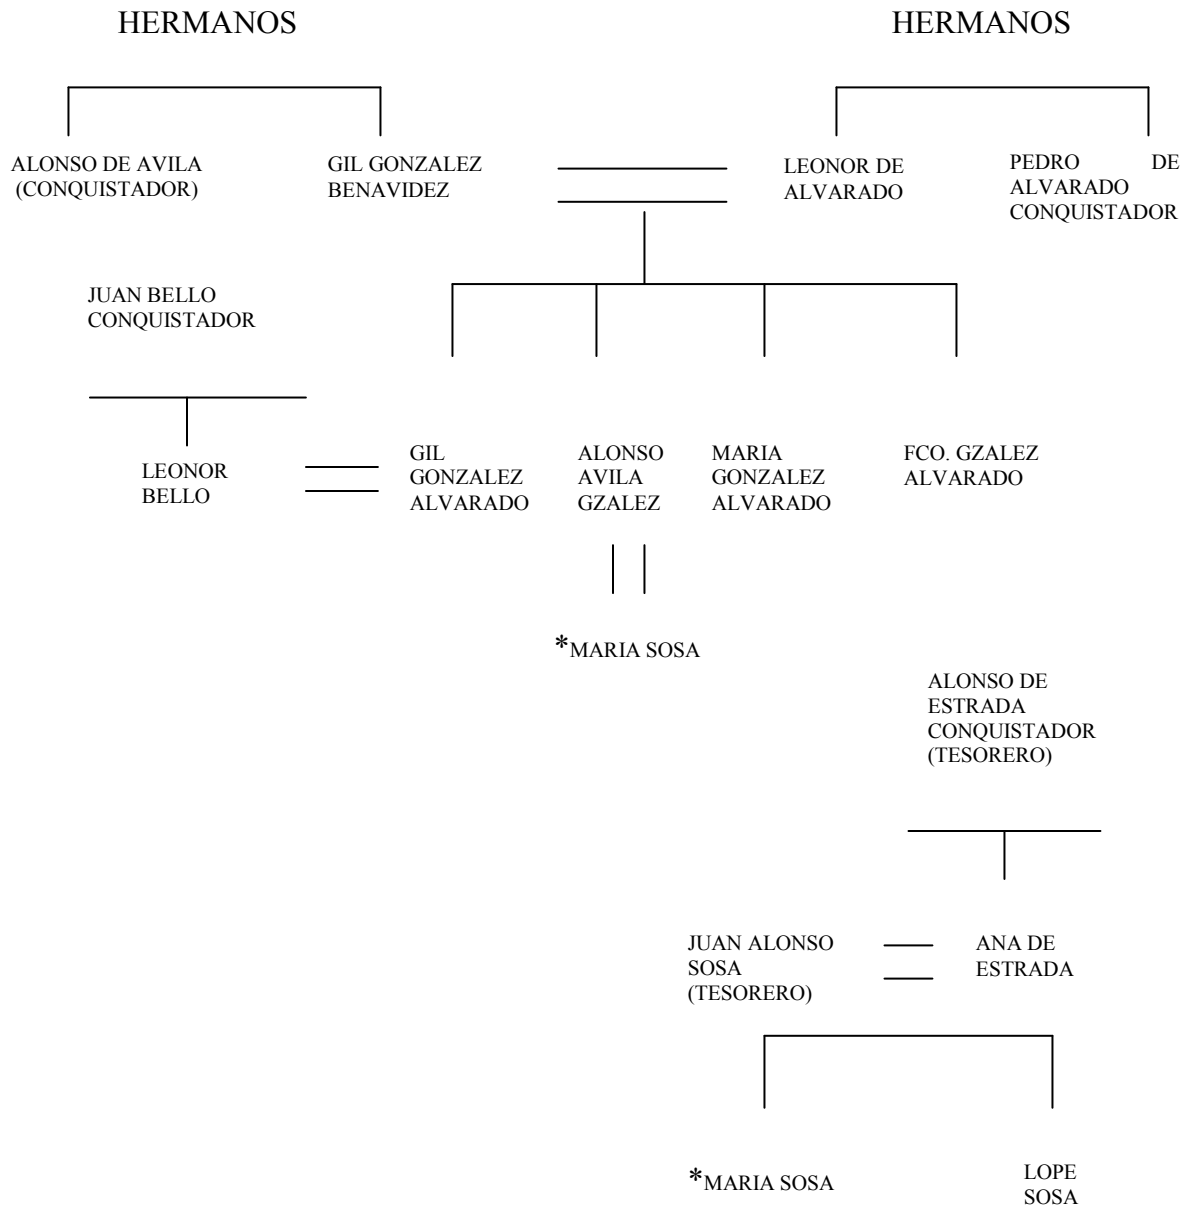 HERMANOS
HERMANOS
ALONSO DE AVILA
(CONQUISTADOR)
GIL GONZALEZ
BENAVIDEZ
LEONOR DE
ALVARADO
PEDRO DE
ALVARADO
CONQUISTADOR
JUAN BELLO
CONQUISTADOR
LEONOR
BELLO
GIL
GONZALEZ
ALVARADO
ALONSO
AVILA
GZALEZ
MARIA
GONZALEZ
ALVARADO
FCO. GZALEZ
ALVARADO
*MARIA SOSA
ALONSO DE
ESTRADA
CONQUISTADOR
(TESORERO)
JUAN ALONSO
SOSA
(TESORERO)
ANA DE
ESTRADA
*MARIA SOSA
LOPE
SOSA